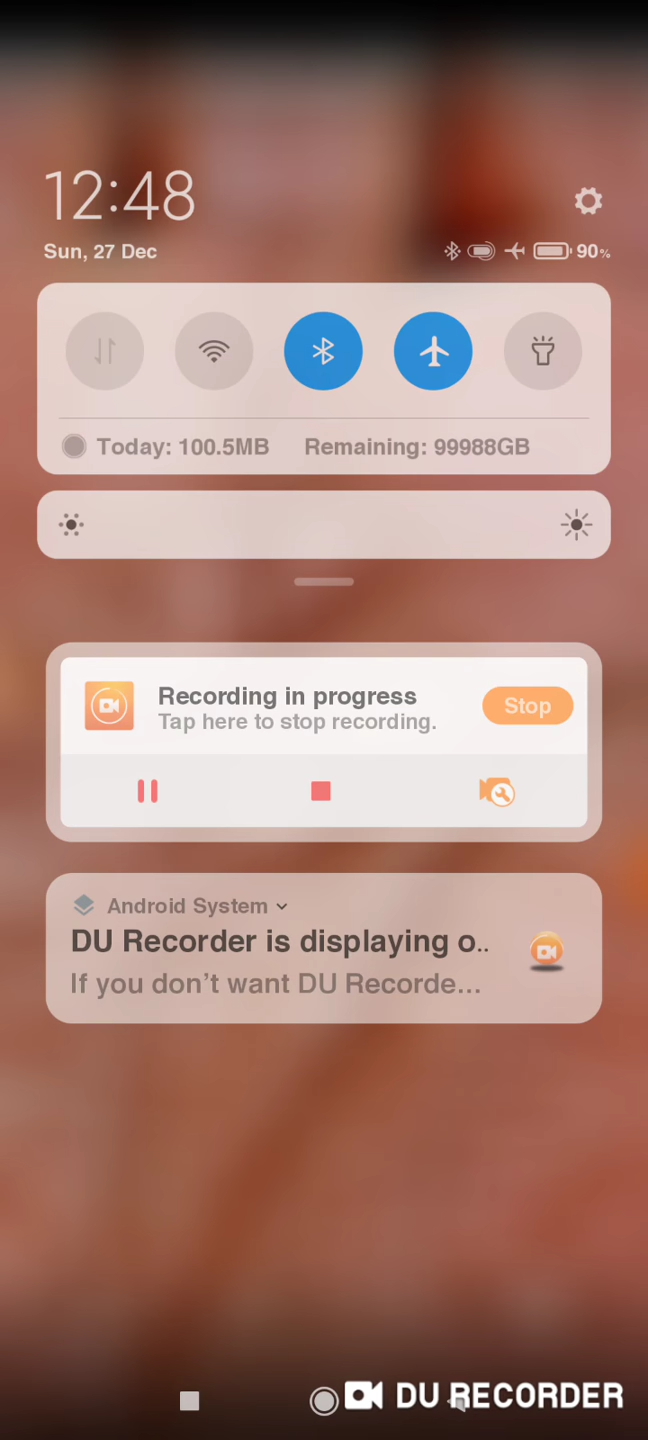 12:48
Sun, 27 Dec
90%
Today: 100.5MB Remaining: 99988GB
Recording in progress
Tap here to stop recording.
Stop
Android System
DU Recorder is displaying o..
If you don’t want DU Recorde...
DU RECORDER